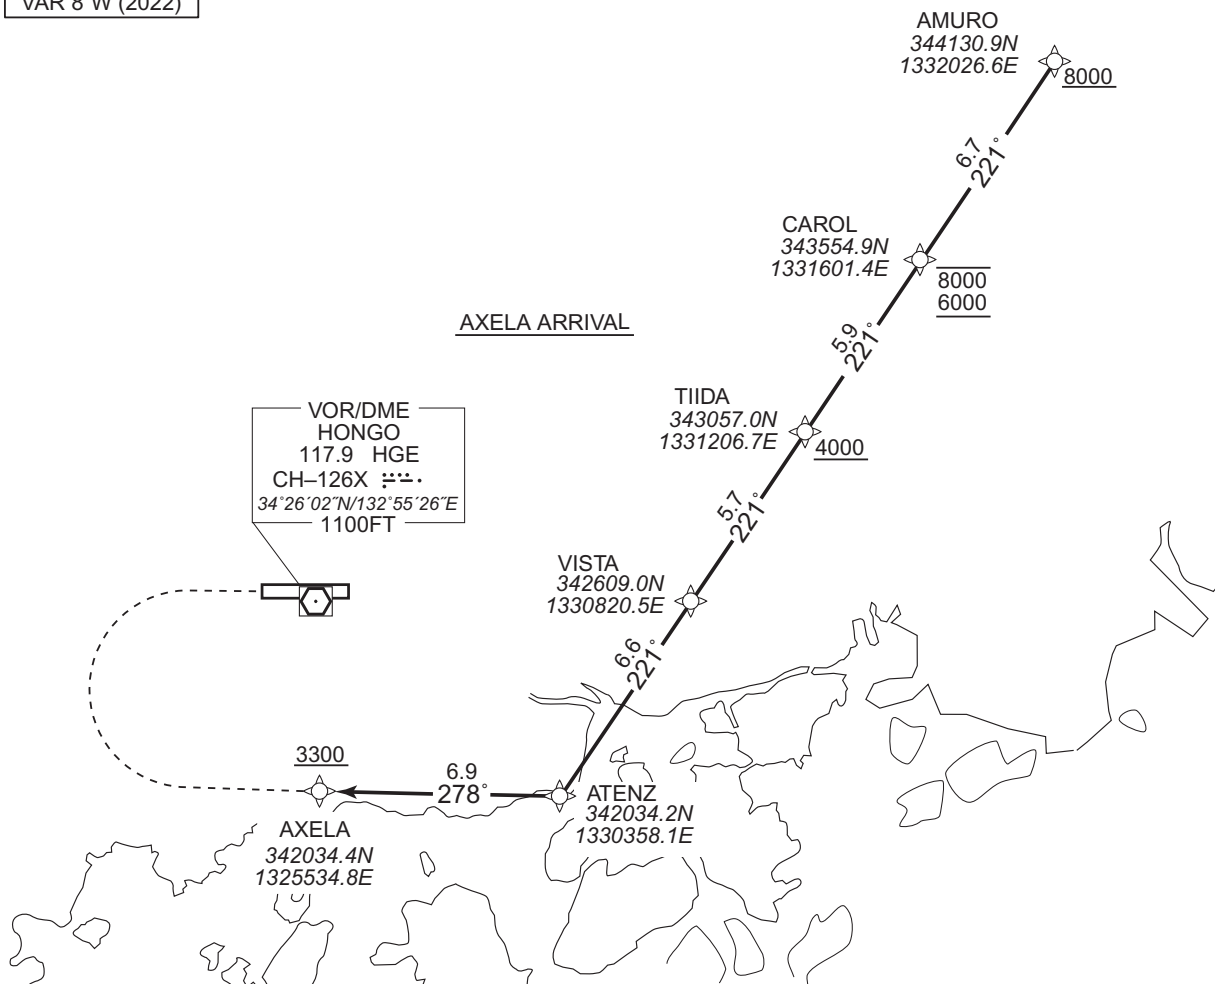 VAR 8°W (2022)
AMURO
344130.9N
1332026.6E
8000
6.7
221°
CAROL
343554.9N
1331601.4E
8000
6000
AXELA ARRIVAL
5.9
221°
TIIDA
343057.0N
1331206.7E
4000
VOR/DME
HONGO
117.9 HGE
CH–126X
34°26´02˝N/132°55´26˝E
1100FT
5.7
221°
VISTA
342609.0N
1330820.5E
6.6
221°
3300
6.9
278°
ATENZ
342034.2N
1330358.1E
AXELA
342034.4N
1325534.8E